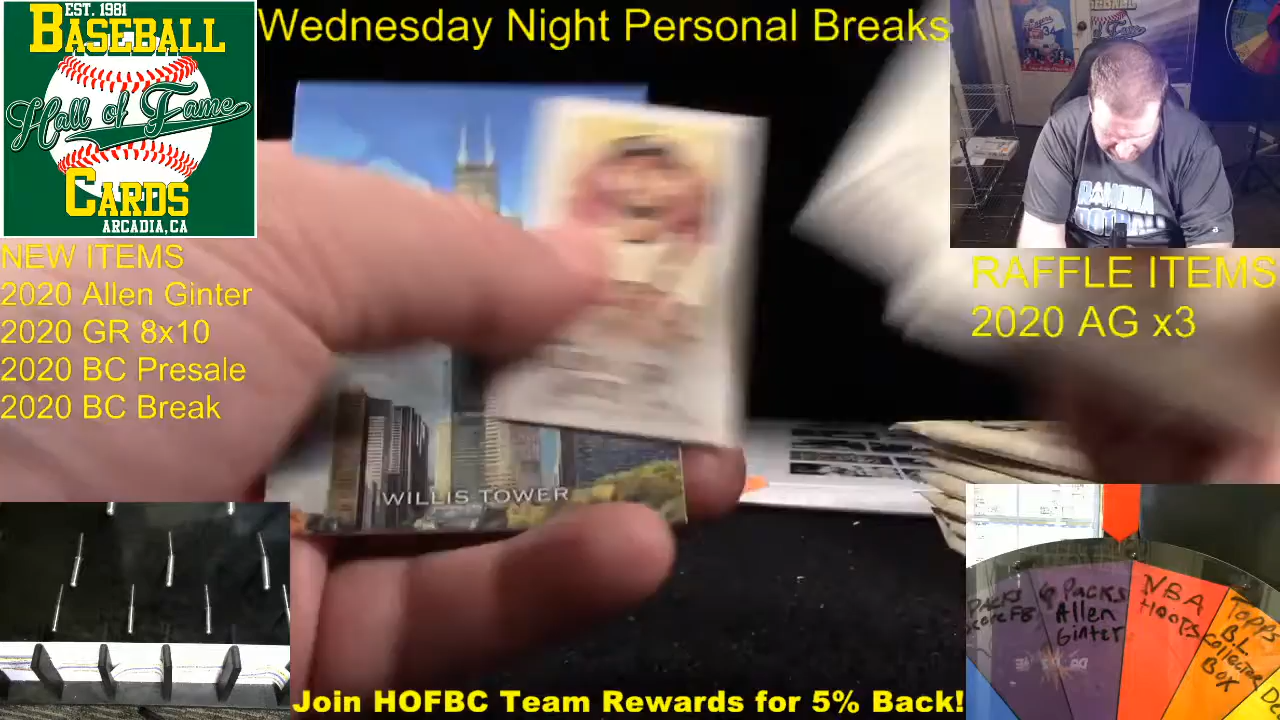 EST. 1981
BASEBALL
Hall of Fame
CARDS
ARCADIA, CA
Wednesday Night Personal Breaks
NEW ITEMS
2020 Allen Ginter
2020 GR 8x10
2020 BC Presale
2020 BC Break
RAFFLE ITEMS
2020 AG x3
34
WILLIS TOWER
PACKS
6 PACKS
Allen
Ginter
NBA
HOOPS
TOPPS
B.L.
Collector
Box
Join HOFBC Team Rewards for 5% Back!